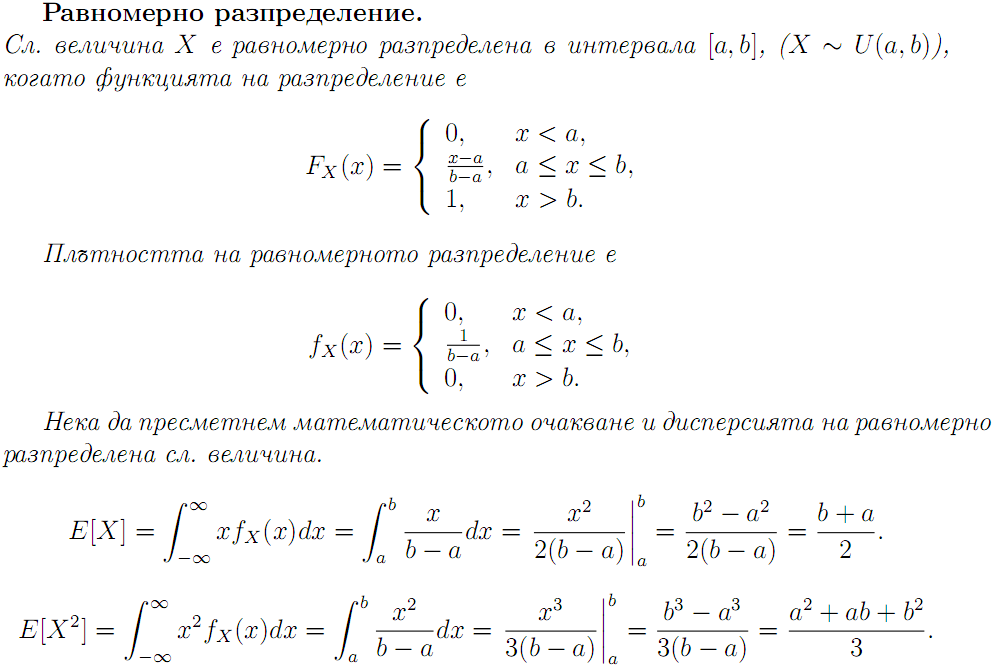 Равномерно разпределение.
Сл. величина X е равномерно разпределена в интервала [a, b], (X ∼ U(a, b)),
когато функцията на разпределение е
F_X(x) = { 0, x < a,
(x−a)/(b−a), a ≤ x ≤ b,
1, x > b.
Плътността на равномерното разпределение е
f_X(x) = { 0, x < a,
1/(b−a), a ≤ x ≤ b,
0, x > b.
Нека да пресметнем математическото очакване и дисперсията на равномерно
разпределена сл. величина.
E[X] = ∫_{−∞}^{∞} x f_X(x)dx = ∫_a^b x/(b − a) dx = x²/(2(b − a)) |_a^b = (b² − a²)/(2(b − a)) = (b + a)/2.
E[X²] = ∫_{−∞}^{∞} x² f_X(x)dx = ∫_a^b x²/(b − a) dx = x³/(3(b − a)) |_a^b = (b³ − a³)/(3(b − a)) = (a² + ab + b²)/3.